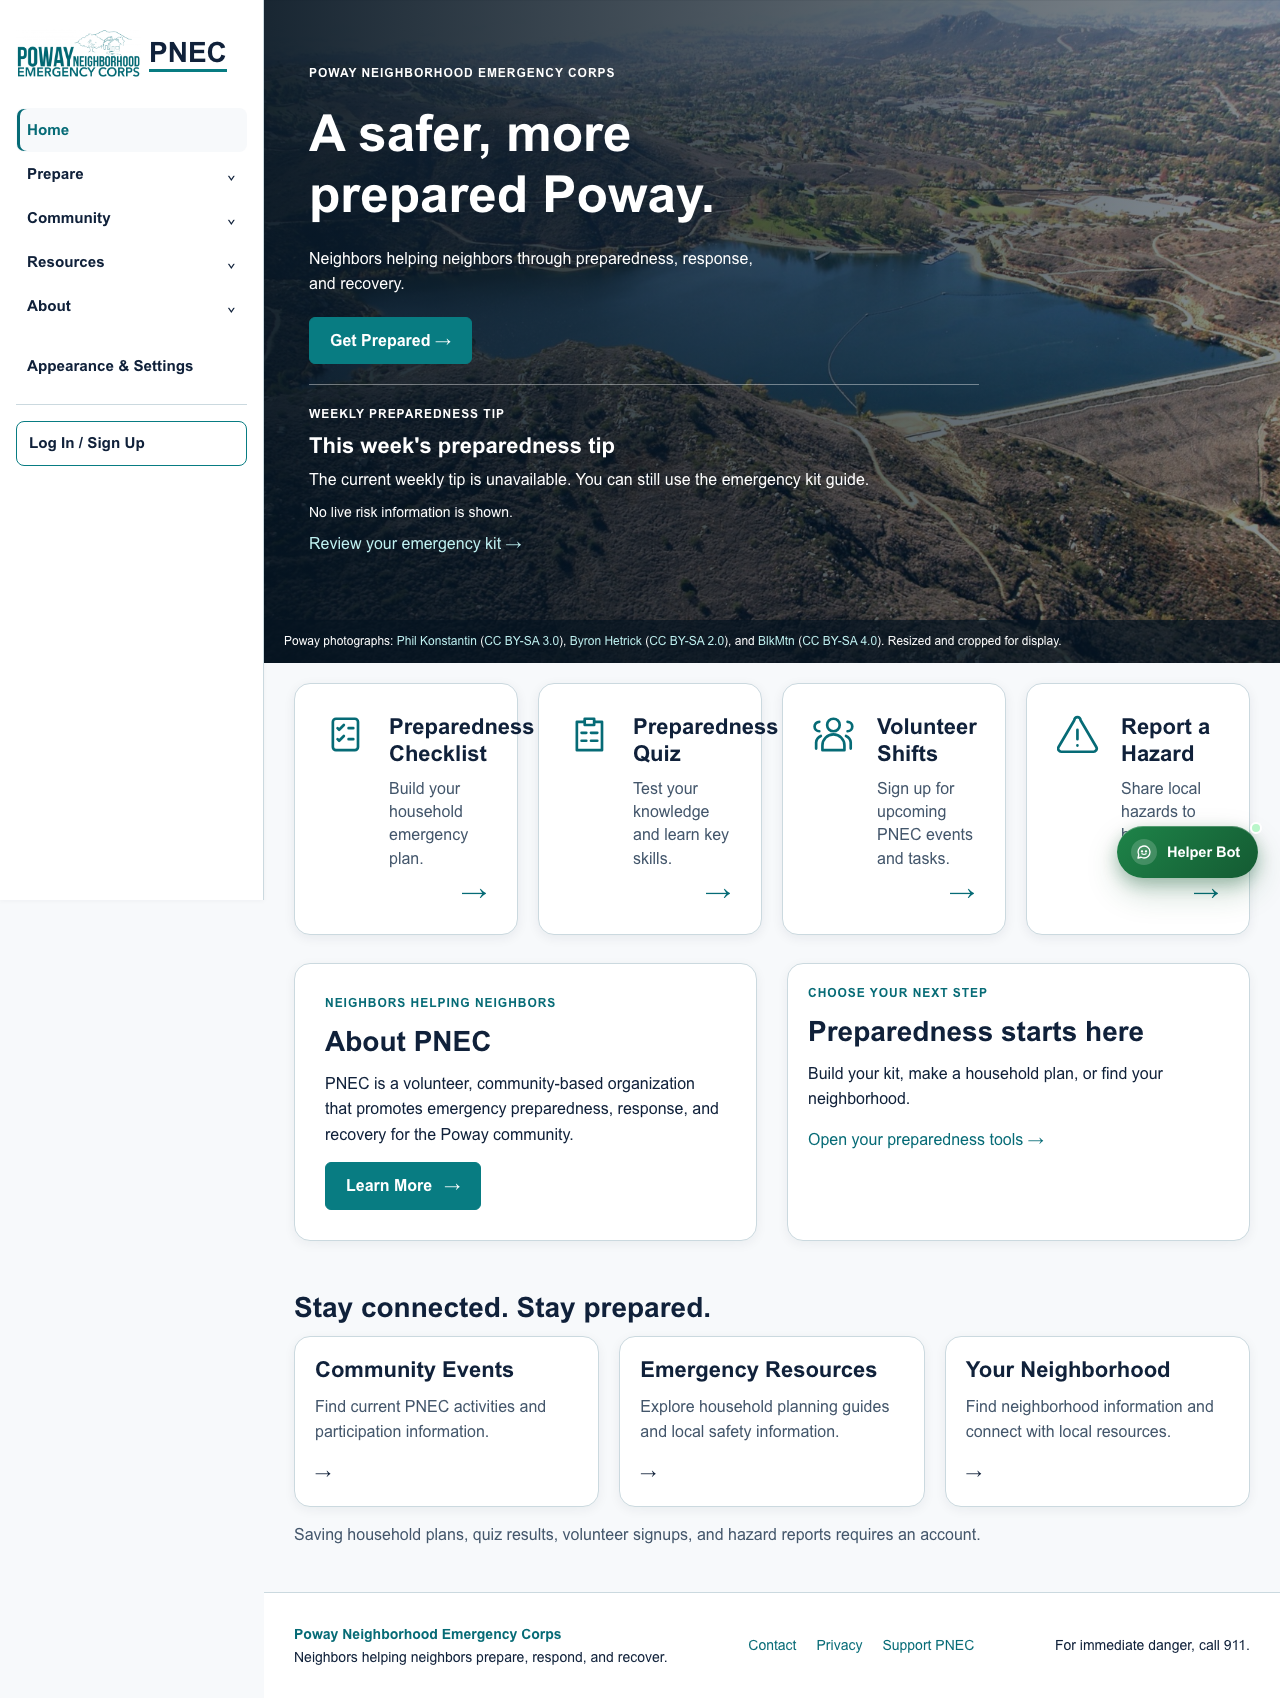 POWAY NEIGHBORHOOD
EMERGENCY CORPS
PNEC
Home
Prepare
Community
Resources
About
Appearance & Settings
Log In / Sign Up
POWAY NEIGHBORHOOD EMERGENCY CORPS
A safer, more
prepared Poway.
Neighbors helping neighbors through preparedness, response,
and recovery.
Get Prepared →
WEEKLY PREPAREDNESS TIP
This week's preparedness tip
The current weekly tip is unavailable. You can still use the emergency kit guide.
No live risk information is shown.
Review your emergency kit →
Poway photographs: Phil Konstantin (CC BY-SA 3.0), Byron Hetrick (CC BY-SA 2.0), and BlkMtn (CC BY-SA 4.0). Resized and cropped for display.
Preparedness
Checklist
Build your
household
emergency
plan.
→
Preparedness
Quiz
Test your
knowledge
and learn key
skills.
→
Volunteer
Shifts
Sign up for
upcoming
PNEC events
and tasks.
→
Report a
Hazard
Share local
hazards to
→
Helper Bot
NEIGHBORS HELPING NEIGHBORS
About PNEC
PNEC is a volunteer, community-based organization
that promotes emergency preparedness, response, and
recovery for the Poway community.
Learn More →
CHOOSE YOUR NEXT STEP
Preparedness starts here
Build your kit, make a household plan, or find your
neighborhood.
Open your preparedness tools →
Stay connected. Stay prepared.
Community Events
Find current PNEC activities and
participation information.
→
Emergency Resources
Explore household planning guides
and local safety information.
→
Your Neighborhood
Find neighborhood information and
connect with local resources.
→
Saving household plans, quiz results, volunteer signups, and hazard reports requires an account.
Poway Neighborhood Emergency Corps
Neighbors helping neighbors prepare, respond, and recover.
Contact Privacy Support PNEC
For immediate danger, call 911.